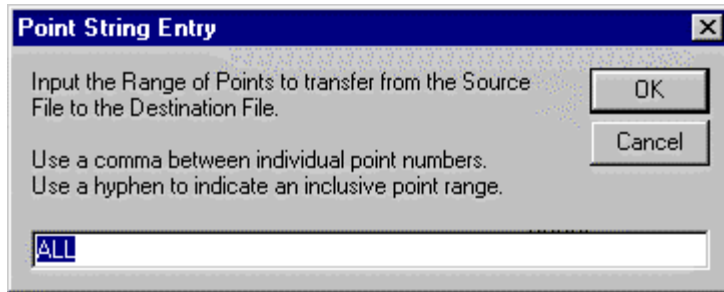 Point String Entry
Input the Range of Points to transfer from the Source
File to the Destination File.
OK
Cancel
Use a comma between individual point numbers.
Use a hyphen to indicate an inclusive point range.
ALL